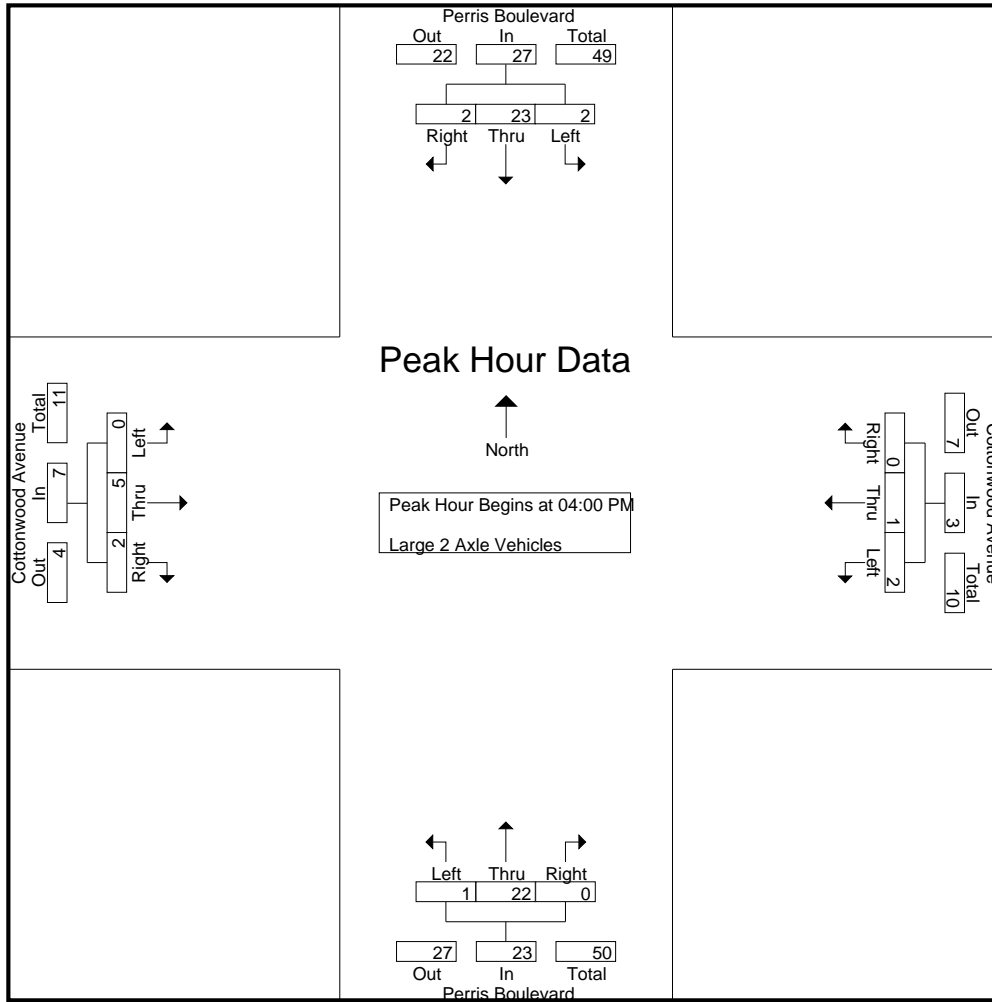 Perris Boulevard
Out In Total
22 27 49
2 23 2
Right Thru Left
Peak Hour Data
North
Peak Hour Begins at 04:00 PM
Large 2 Axle Vehicles
Cottonwood Avenue
Out In Total
4 7 11
2 5 0
Right Thru Left
Cottonwood Avenue
Out In Total
7 3 10
0 1 2
Right Thru Left
Left Thru Right
1 22 0
27 23 50
Out In Total
Perris Boulevard